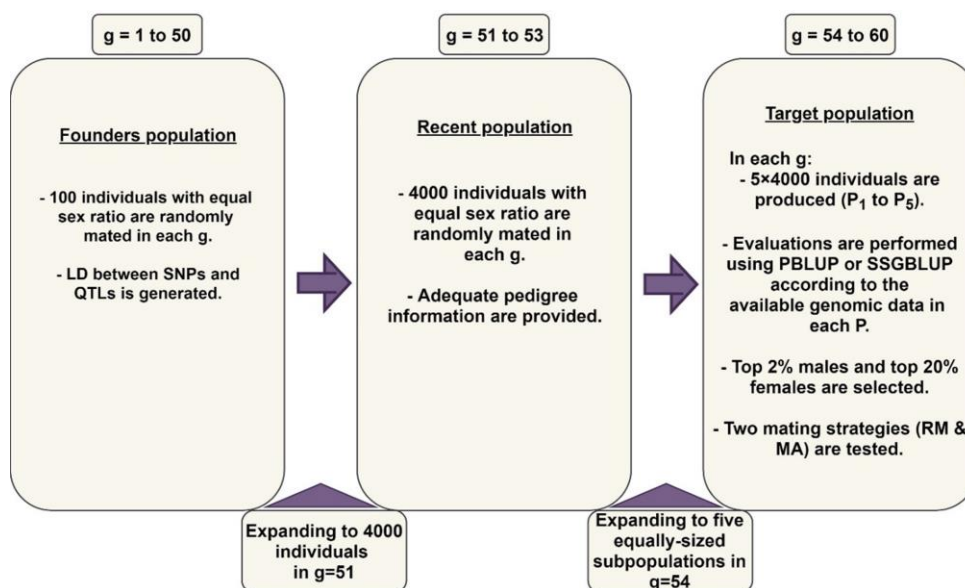 g = 1 to 50
Founders population
- 100 individuals with equal
sex ratio are randomly
mated in each g.
- LD between SNPs and
QTLs is generated.
Expanding to 4000
individuals
in g=51
g = 51 to 53
Recent population
- 4000 individuals with
equal sex ratio are
randomly mated in
each g.
- Adequate pedigree
information are provided.
Expanding to five
equally-sized
subpopulations in
g=54
g = 54 to 60
Target population
In each g:
- 5×4000 individuals are
produced (P₁ to P₅).
- Evaluations are performed
using PBLUP or SSGBLUP
according to the
available genomic data in
each P.
- Top 2% males and top 20%
females are selected.
- Two mating strategies (RM &
MA) are tested.